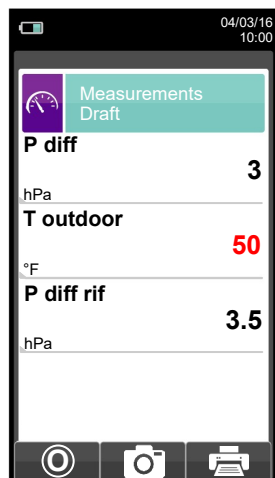 04/03/16
10:00
Measurements
Draft
P diff
3
hPa
T outdoor
50
°F
P diff rif
3.5
hPa